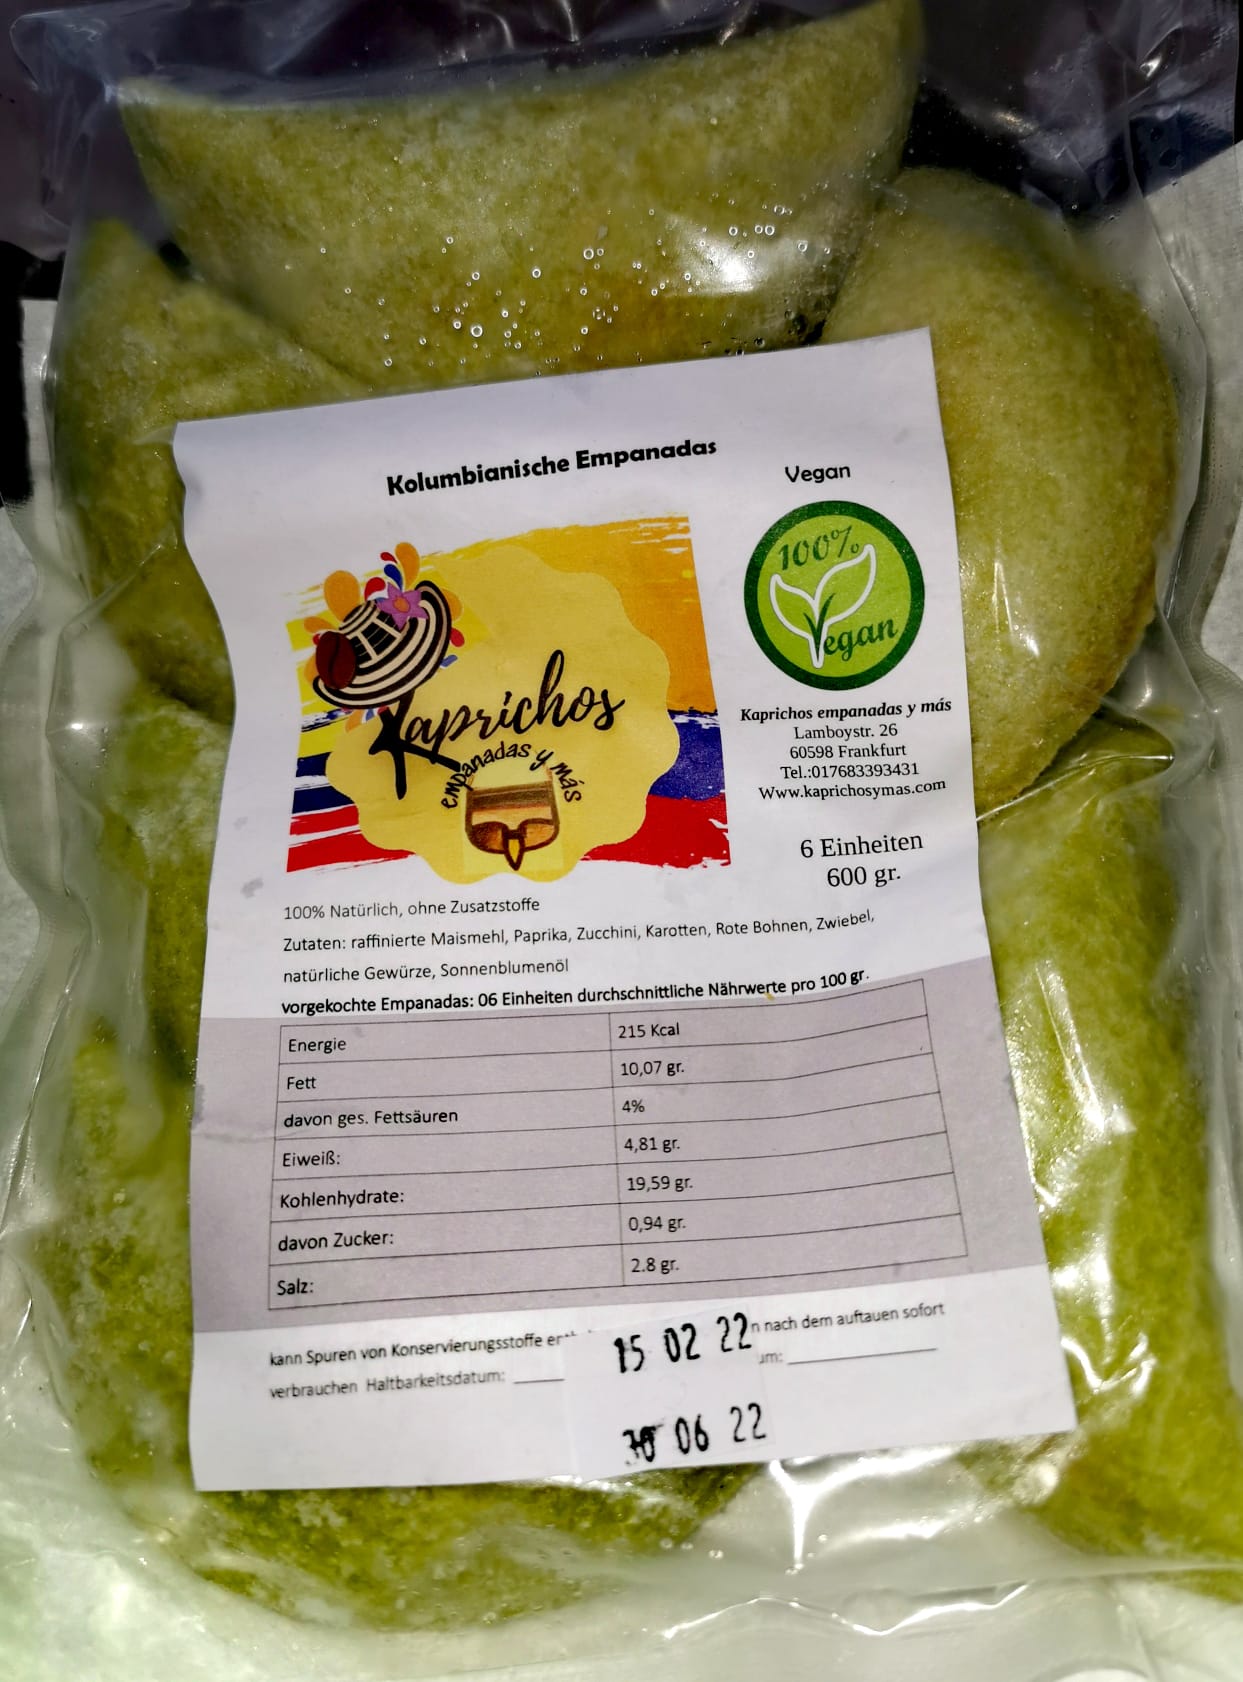 Kolumbianische Empanadas
Vegan
100%
Vegan
Kaprichos
empanadas y más
Kaprichos empanadas y más
Lamboystr. 26
60598 Frankfurt
Tel.:017683393431
Www.kaprichosymas.com
6 Einheiten
600 gr.
100% Natürlich, ohne Zusatzstoffe
Zutaten: raffinierte Maismehl, Paprika, Zucchini, Karotten, Rote Bohnen, Zwiebel,
natürliche Gewürze, Sonnenblumenöl
vorgekochte Empanadas: 06 Einheiten durchschnittliche Nährwerte pro 100 gr.
Energie 215 Kcal
Fett 10,07 gr.
davon ges. Fettsäuren 4%
Eiweiß: 4,81 gr.
Kohlenhydrate: 19,59 gr.
davon Zucker: 0,94 gr.
Salz: 2.8 gr.
kann Spuren von Konservierungsstoffe nach dem auftauen sofort
verbrauchen Haltbarkeitsdatum: um:
15 02 22
30 06 22